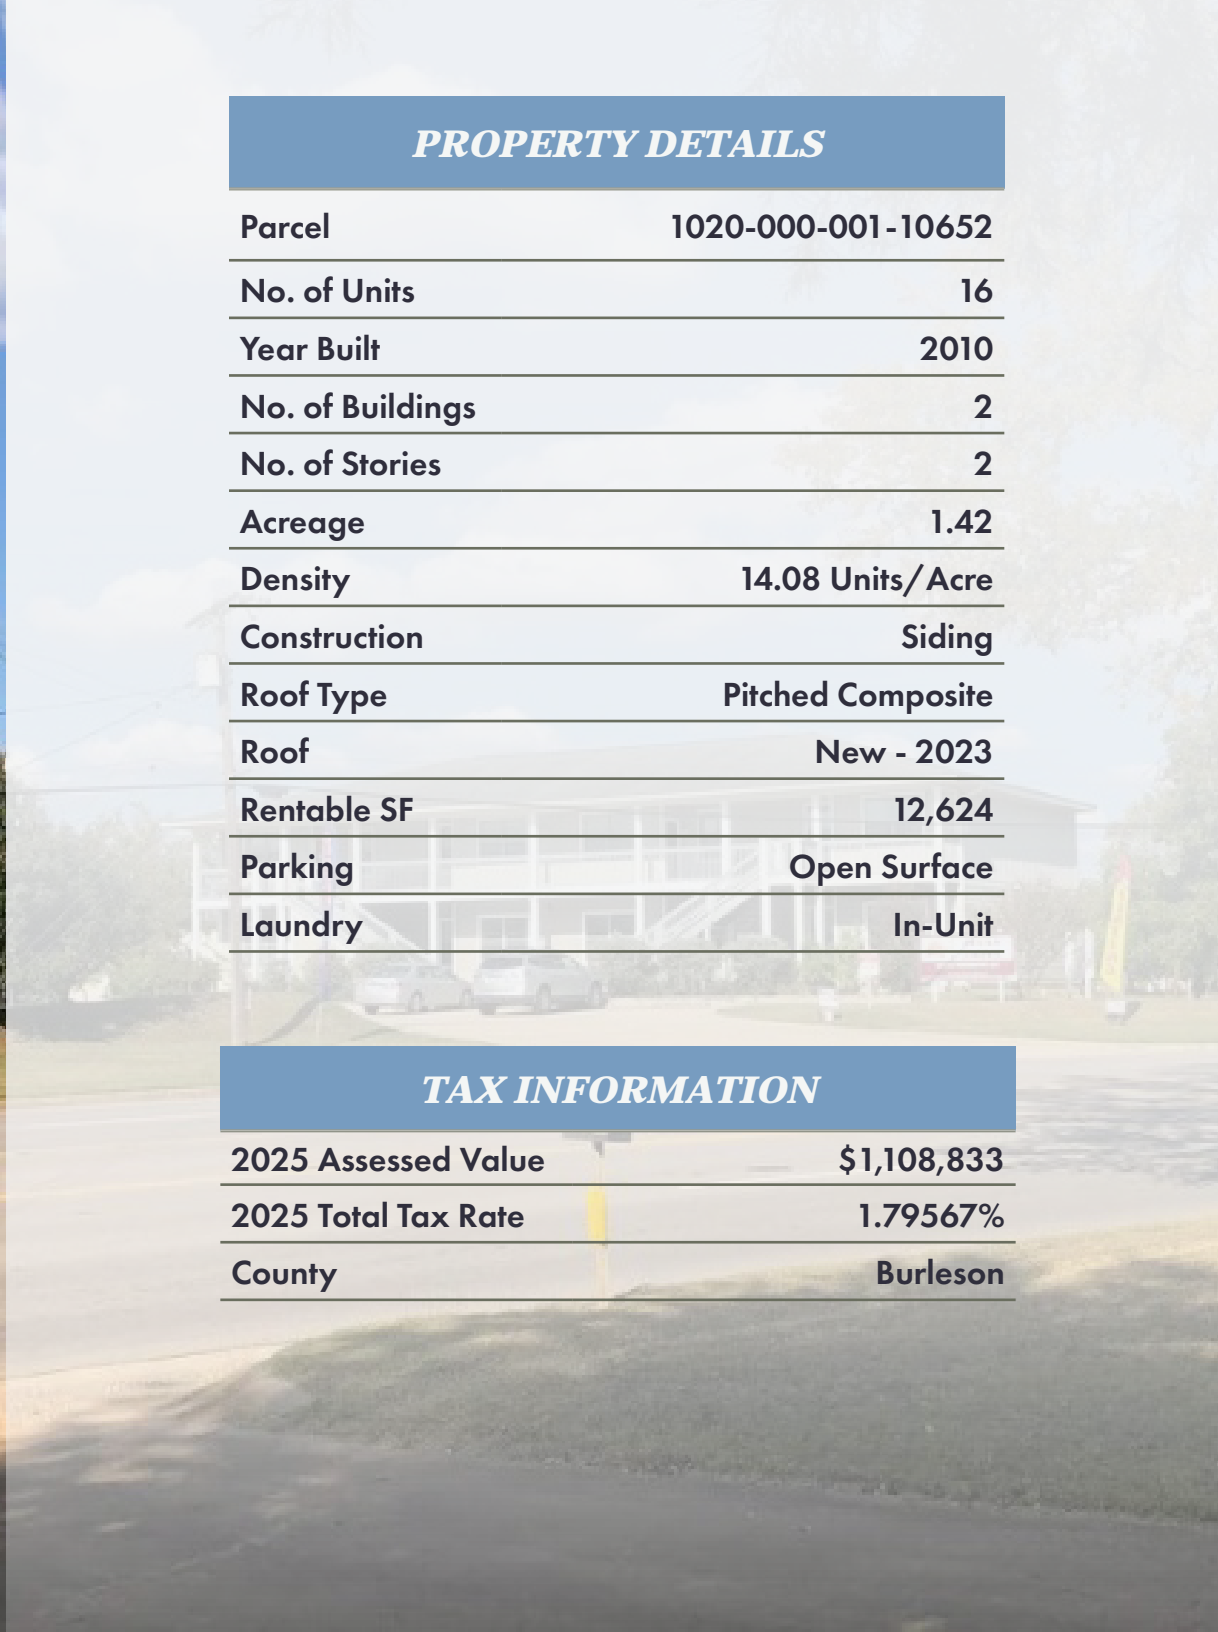 PROPERTY DETAILS
Parcel 1020-000-001-10652
No. of Units 16
Year Built 2010
No. of Buildings 2
No. of Stories 2
Acreage 1.42
Density 14.08 Units/Acre
Construction Siding
Roof Type Pitched Composite
Roof New - 2023
Rentable SF 12,624
Parking Open Surface
Laundry In-Unit
TAX INFORMATION
2025 Assessed Value $1,108,833
2025 Total Tax Rate 1.79567%
County Burleson